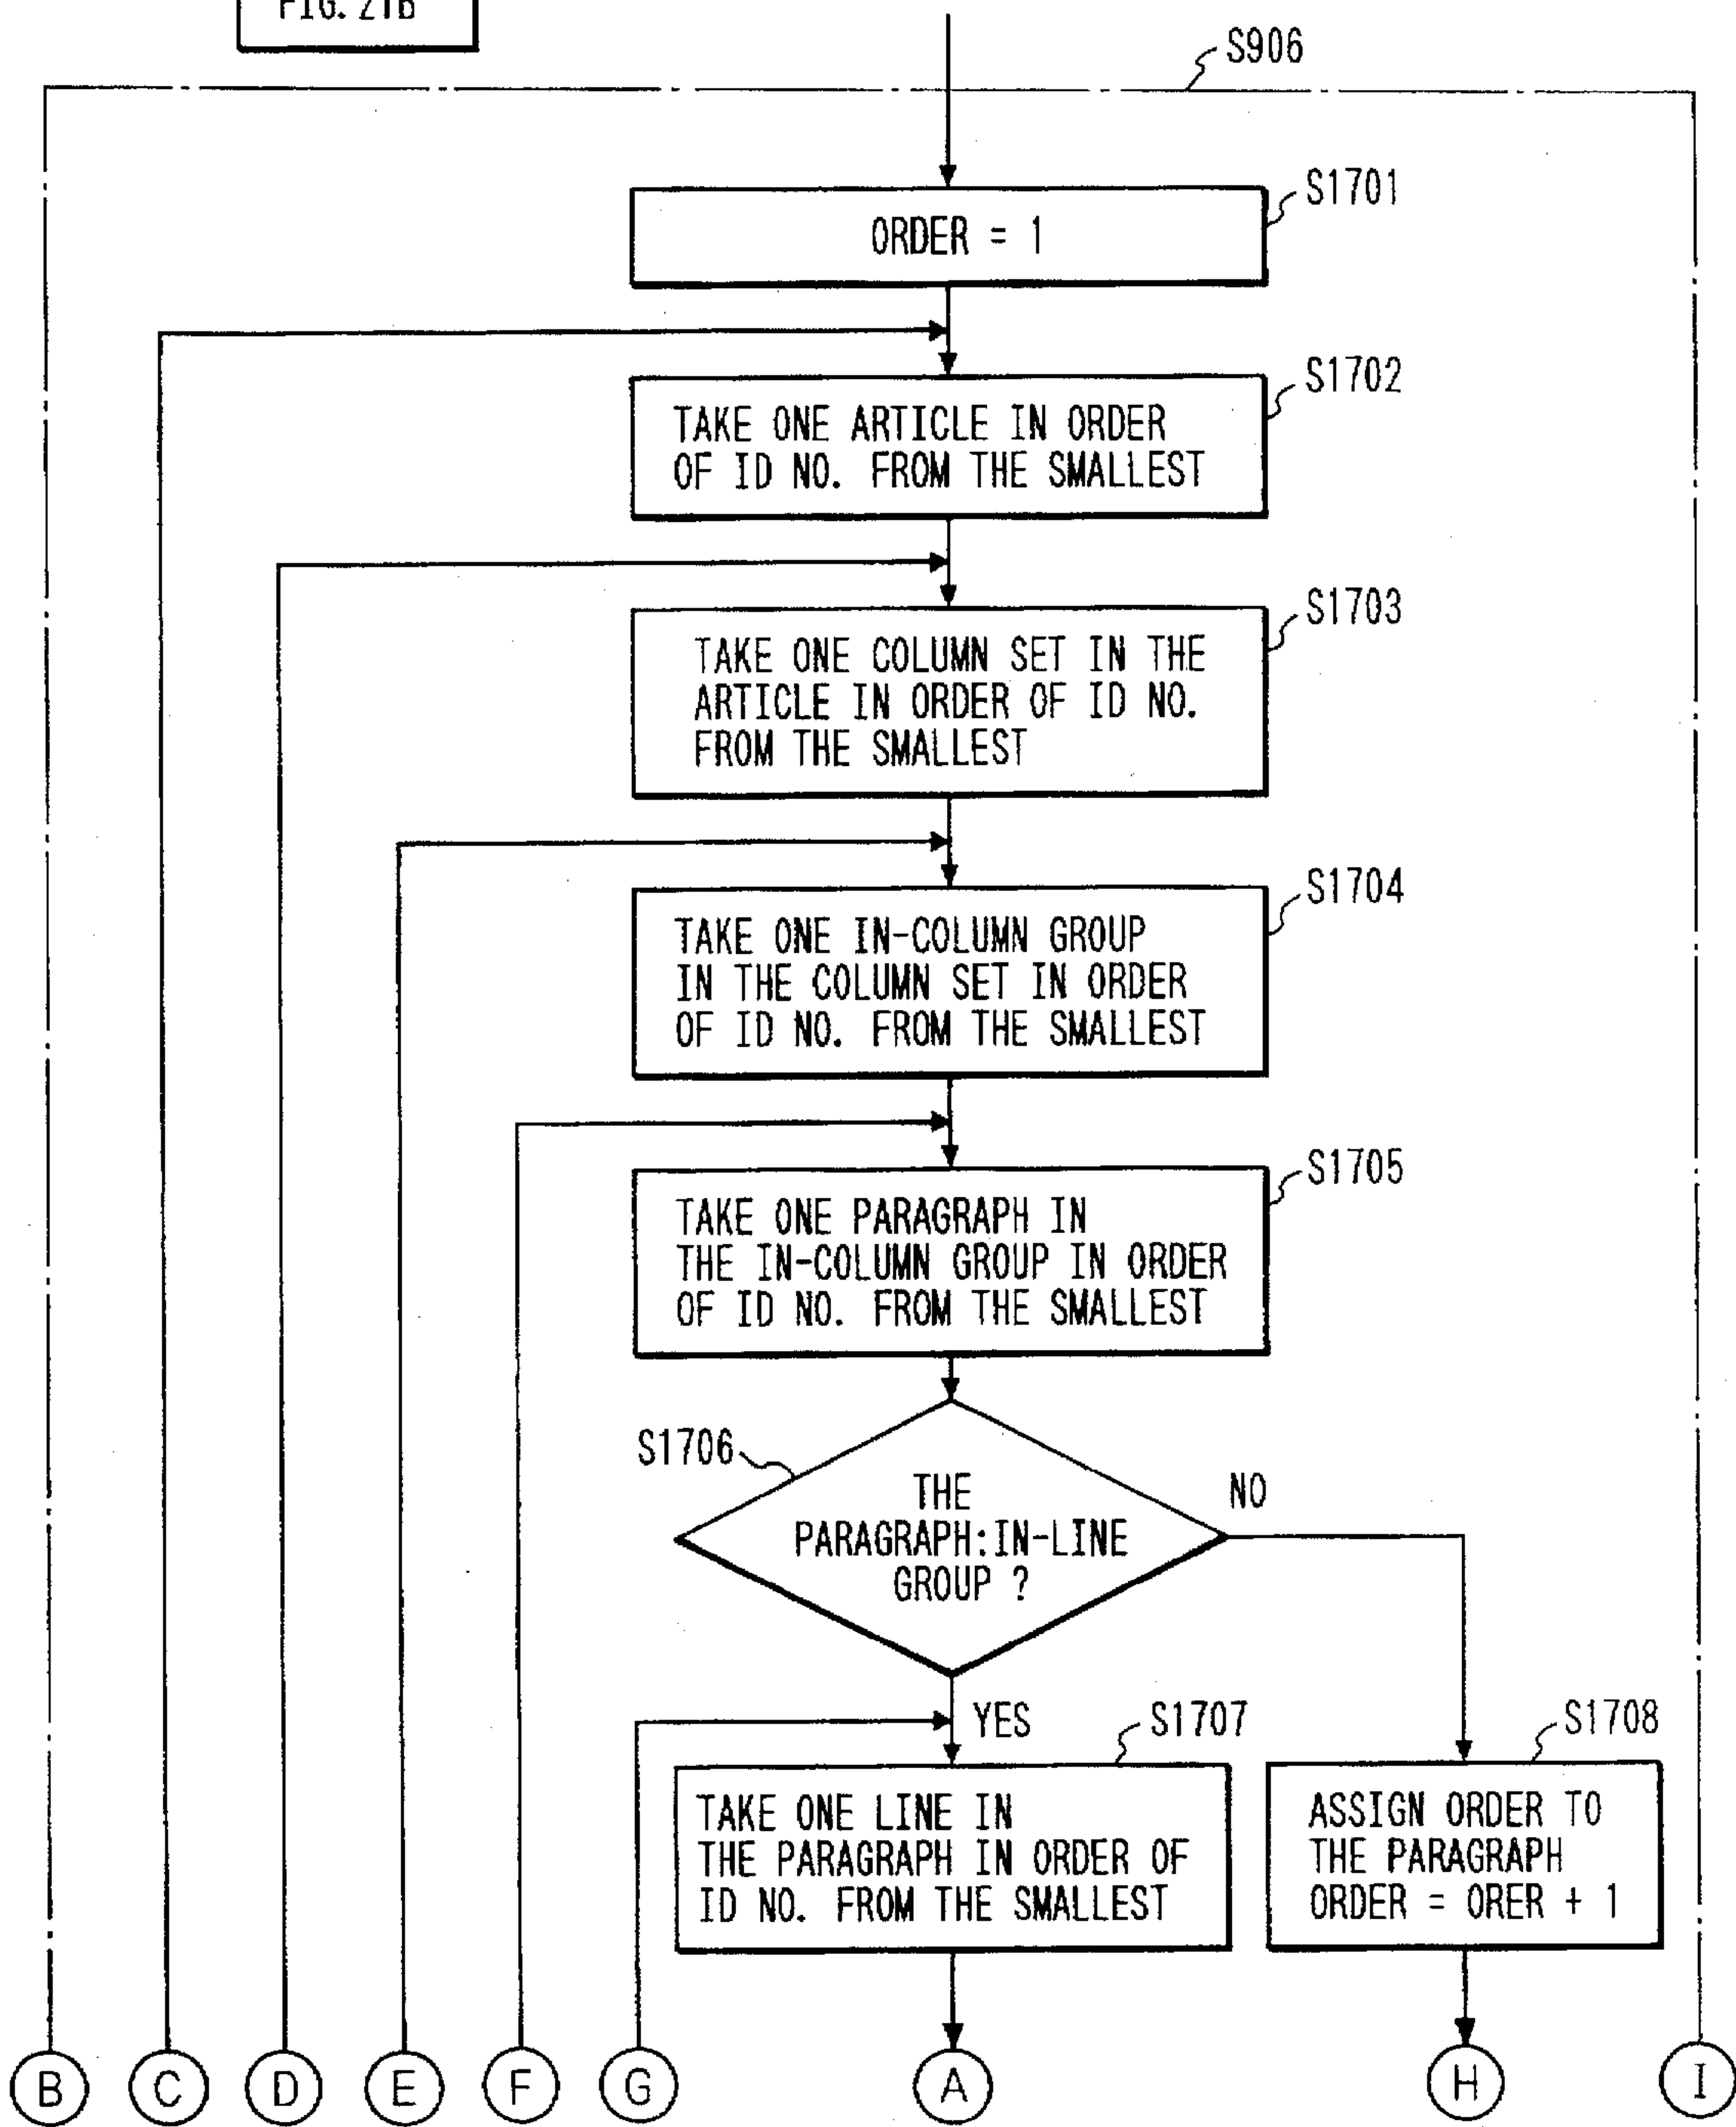 FIG. 21B
S906
S1701
ORDER = 1
S1702
TAKE ONE ARTICLE IN ORDER
OF ID NO. FROM THE SMALLEST
S1703
TAKE ONE COLUMN SET IN THE
ARTICLE IN ORDER OF ID NO.
FROM THE SMALLEST
S1704
TAKE ONE IN-COLUMN GROUP
IN THE COLUMN SET IN ORDER
OF ID NO. FROM THE SMALLEST
S1705
TAKE ONE PARAGRAPH IN
THE IN-COLUMN GROUP IN ORDER
OF ID NO. FROM THE SMALLEST
S1706
THE
PARAGRAPH:IN-LINE
GROUP ?
NO
YES
S1707
TAKE ONE LINE IN
THE PARAGRAPH IN ORDER OF
ID NO. FROM THE SMALLEST
S1708
ASSIGN ORDER TO
THE PARAGRAPH
ORDER = ORER + 1
B C D E F G A H I